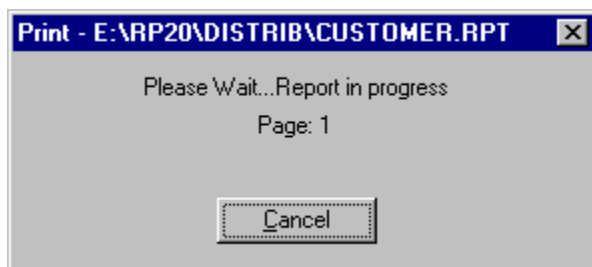 Print - E:\RP20\DISTRIB\CUSTOMER.RPT
Please Wait...Report in progress
Page: 1
Cancel